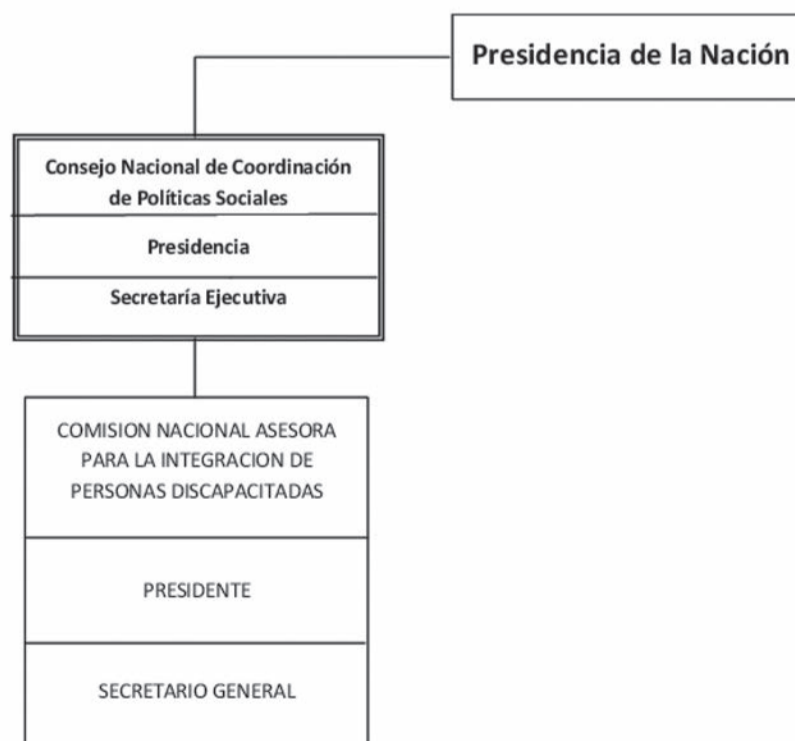 Presidencia de la Nación
Consejo Nacional de Coordinación
de Políticas Sociales
Presidencia
Secretaría Ejecutiva
COMISION NACIONAL ASESORA
PARA LA INTEGRACION DE
PERSONAS DISCAPACITADAS
PRESIDENTE
SECRETARIO GENERAL